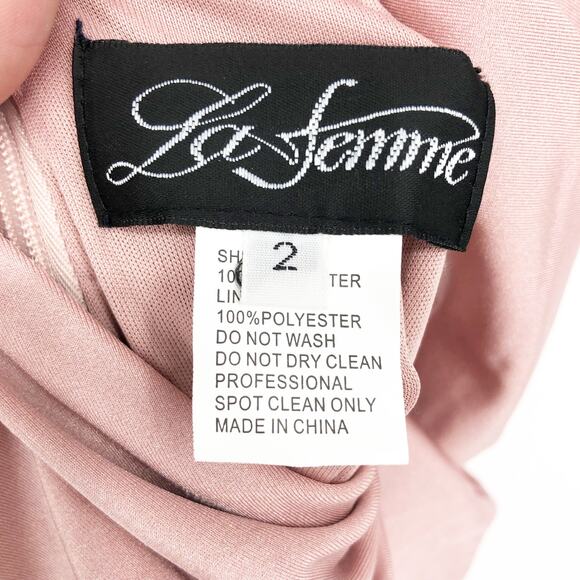 La Femme
2
100%POLYESTER
DO NOT WASH
DO NOT DRY CLEAN
PROFESSIONAL
SPOT CLEAN ONLY
MADE IN CHINA